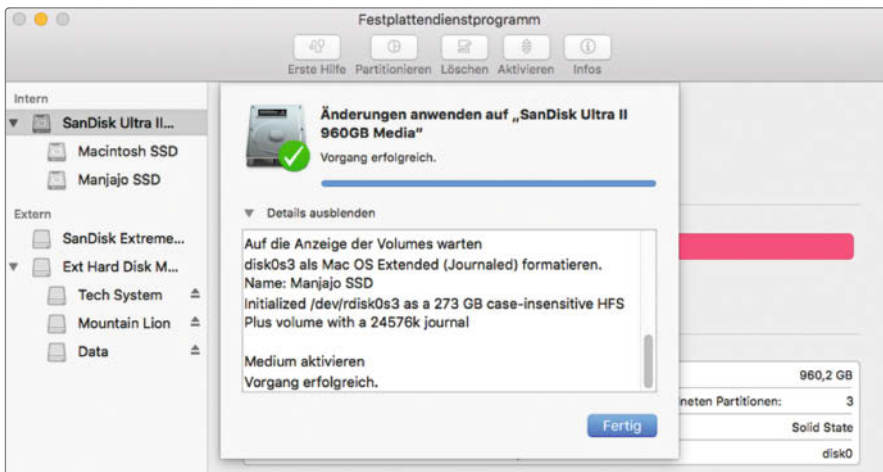 Festplattendienstprogramm
Erste Hilfe Partitionieren Löschen Aktivieren Infos
Intern
SanDisk Ultra II...
Macintosh SSD
Manjajo SSD
Extern
SanDisk Extreme...
Ext Hard Disk M...
Tech System
Mountain Lion
Data
Änderungen anwenden auf „SanDisk Ultra II
960GB Media“
Vorgang erfolgreich.
Details ausblenden
Auf die Anzeige der Volumes warten
disk0s3 als Mac OS Extended (Journaled) formatieren.
Name: Manjajo SSD
Initialized /dev/rdisk0s3 as a 273 GB case-insensitive HFS
Plus volume with a 24576k journal
Medium aktivieren
Vorgang erfolgreich.
Fertig
960,2 GB
neten Partitionen: 3
Solid State
disk0